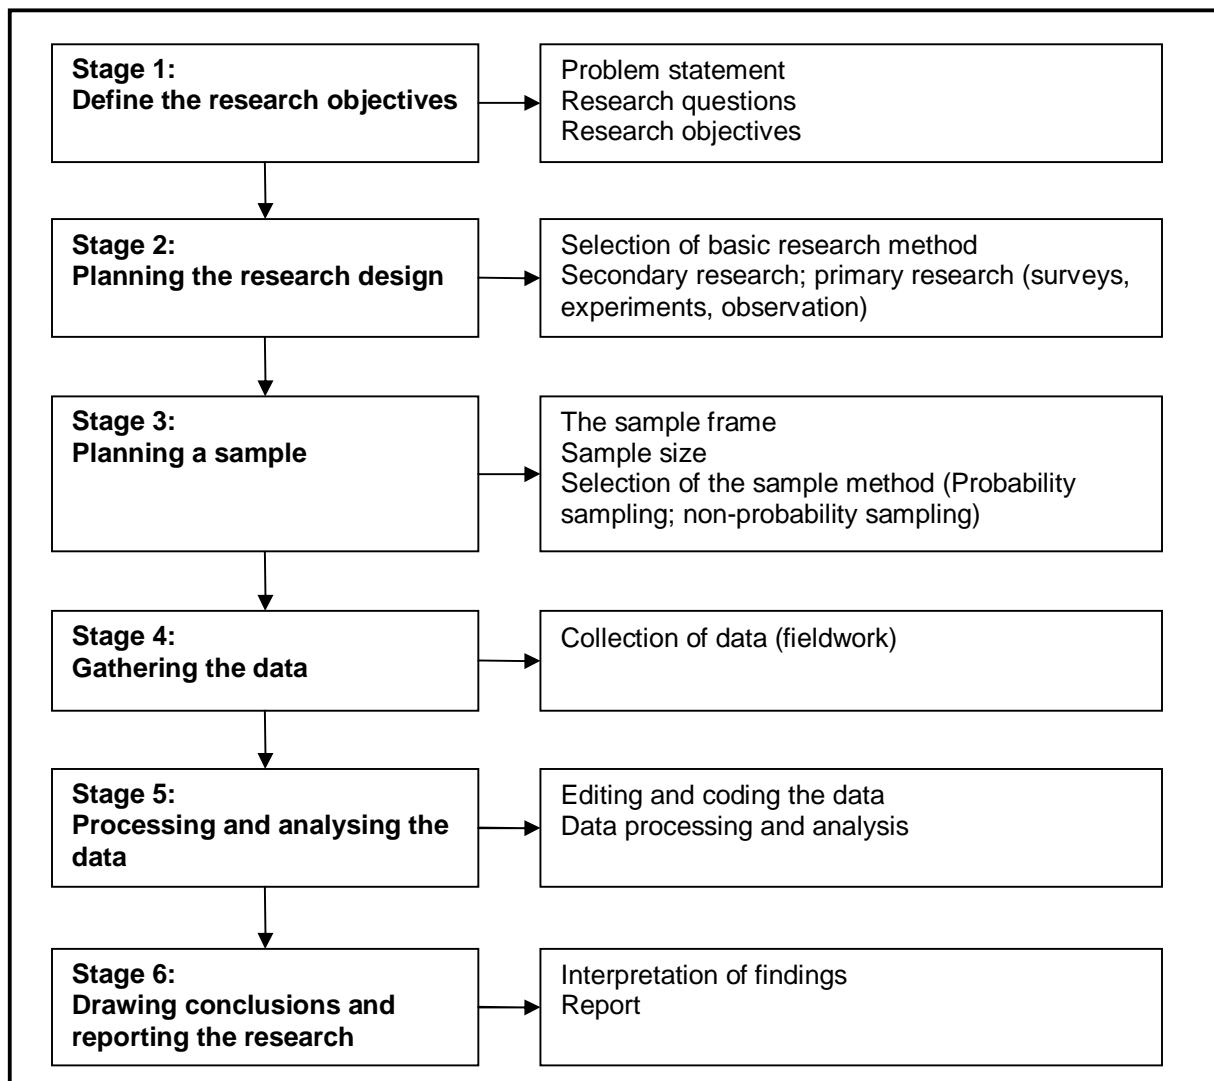 Stage 1:
Define the research objectives
Problem statement
Research questions
Research objectives
Stage 2:
Planning the research design
Selection of basic research method
Secondary research; primary research (surveys,
experiments, observation)
Stage 3:
Planning a sample
The sample frame
Sample size
Selection of the sample method (Probability
sampling; non-probability sampling)
Stage 4:
Gathering the data
Collection of data (fieldwork)
Stage 5:
Processing and analysing the
data
Editing and coding the data
Data processing and analysis
Stage 6:
Drawing conclusions and
reporting the research
Interpretation of findings
Report